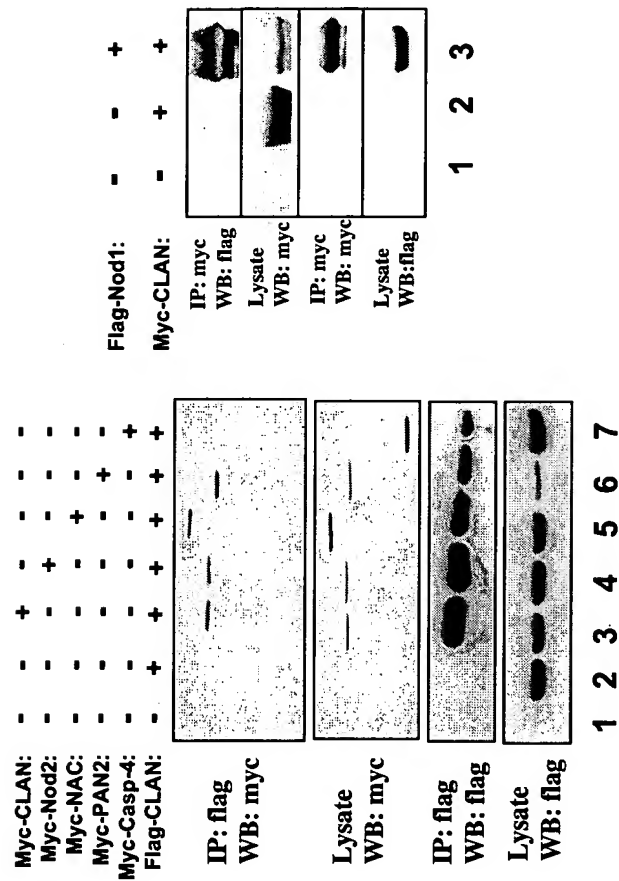 Myc-CLAN: - - + - - - -
Myc-Nod2: - - - + - - -
Myc-NAC: - - - - + - -
Myc-PAN2: - - - - - + -
Myc-Casp-4: - - - - - - +
Flag-CLAN: - + + + + + +
IP: flag
WB: myc
Lysate
WB: myc
IP: flag
WB: flag
Lysate
WB: flag
1 2 3 4 5 6 7
Flag-Nod1: - - +
Myc-CLAN: - + +
IP: myc
WB: flag
Lysate
WB: myc
IP: myc
WB: myc
Lysate
WB:flag
1 2 3